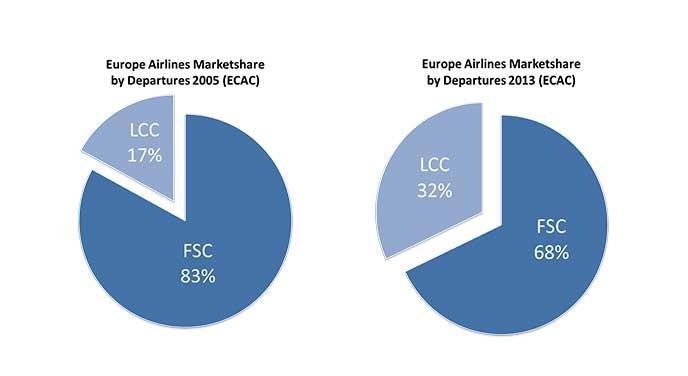 Europe Airlines Marketshare
by Departures 2005 (ECAC)
LCC
17%
FSC
83%
Europe Airlines Marketshare
by Departures 2013 (ECAC)
LCC
32%
FSC
68%